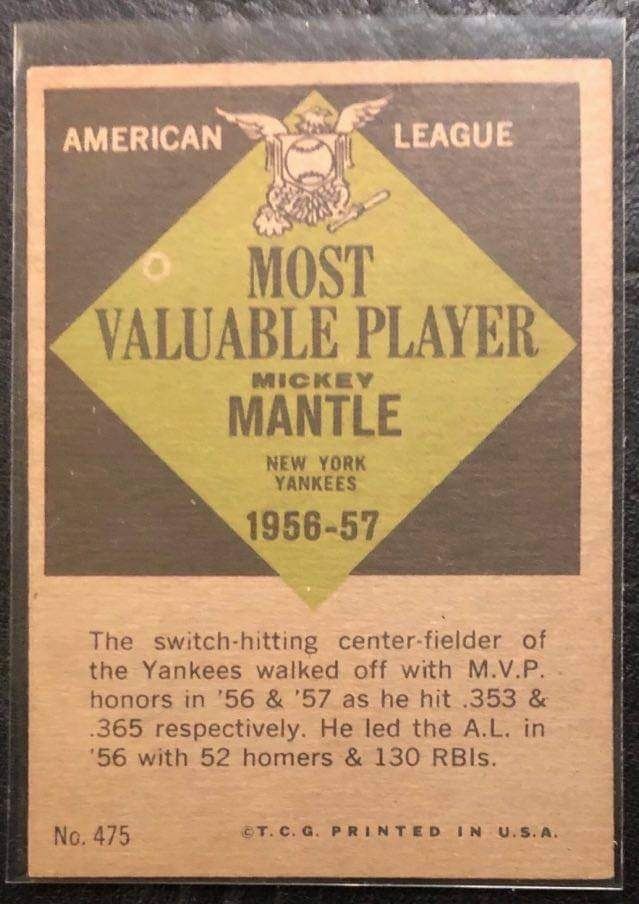 AMERICAN LEAGUE
MOST
VALUABLE PLAYER
MICKEY
MANTLE
NEW YORK
YANKEES
1956-57
The switch-hitting center-fielder of
the Yankees walked off with M.V.P.
honors in '56 & '57 as he hit .353 &
.365 respectively. He led the A.L. in
'56 with 52 homers & 130 RBIs.
No. 475 ©T.C.G. PRINTED IN U.S.A.